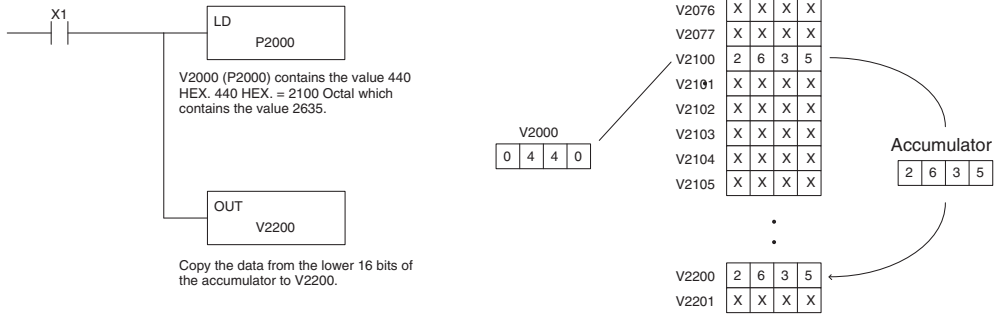 X1
LD
P2000
V2000 (P2000) contains the value 440
HEX. 440 HEX. = 2100 Octal which
contains the value 2635.
OUT
V2200
Copy the data from the lower 16 bits of
the accumulator to V2200.
V2000
0 4 4 0
V2076 X X X X
V2077 X X X X
V2100 2 6 3 5
V2101 X X X X
V2102 X X X X
V2103 X X X X
V2104 X X X X
V2105 X X X X
Accumulator
2 6 3 5
V2200 2 6 3 5
V2201 X X X X